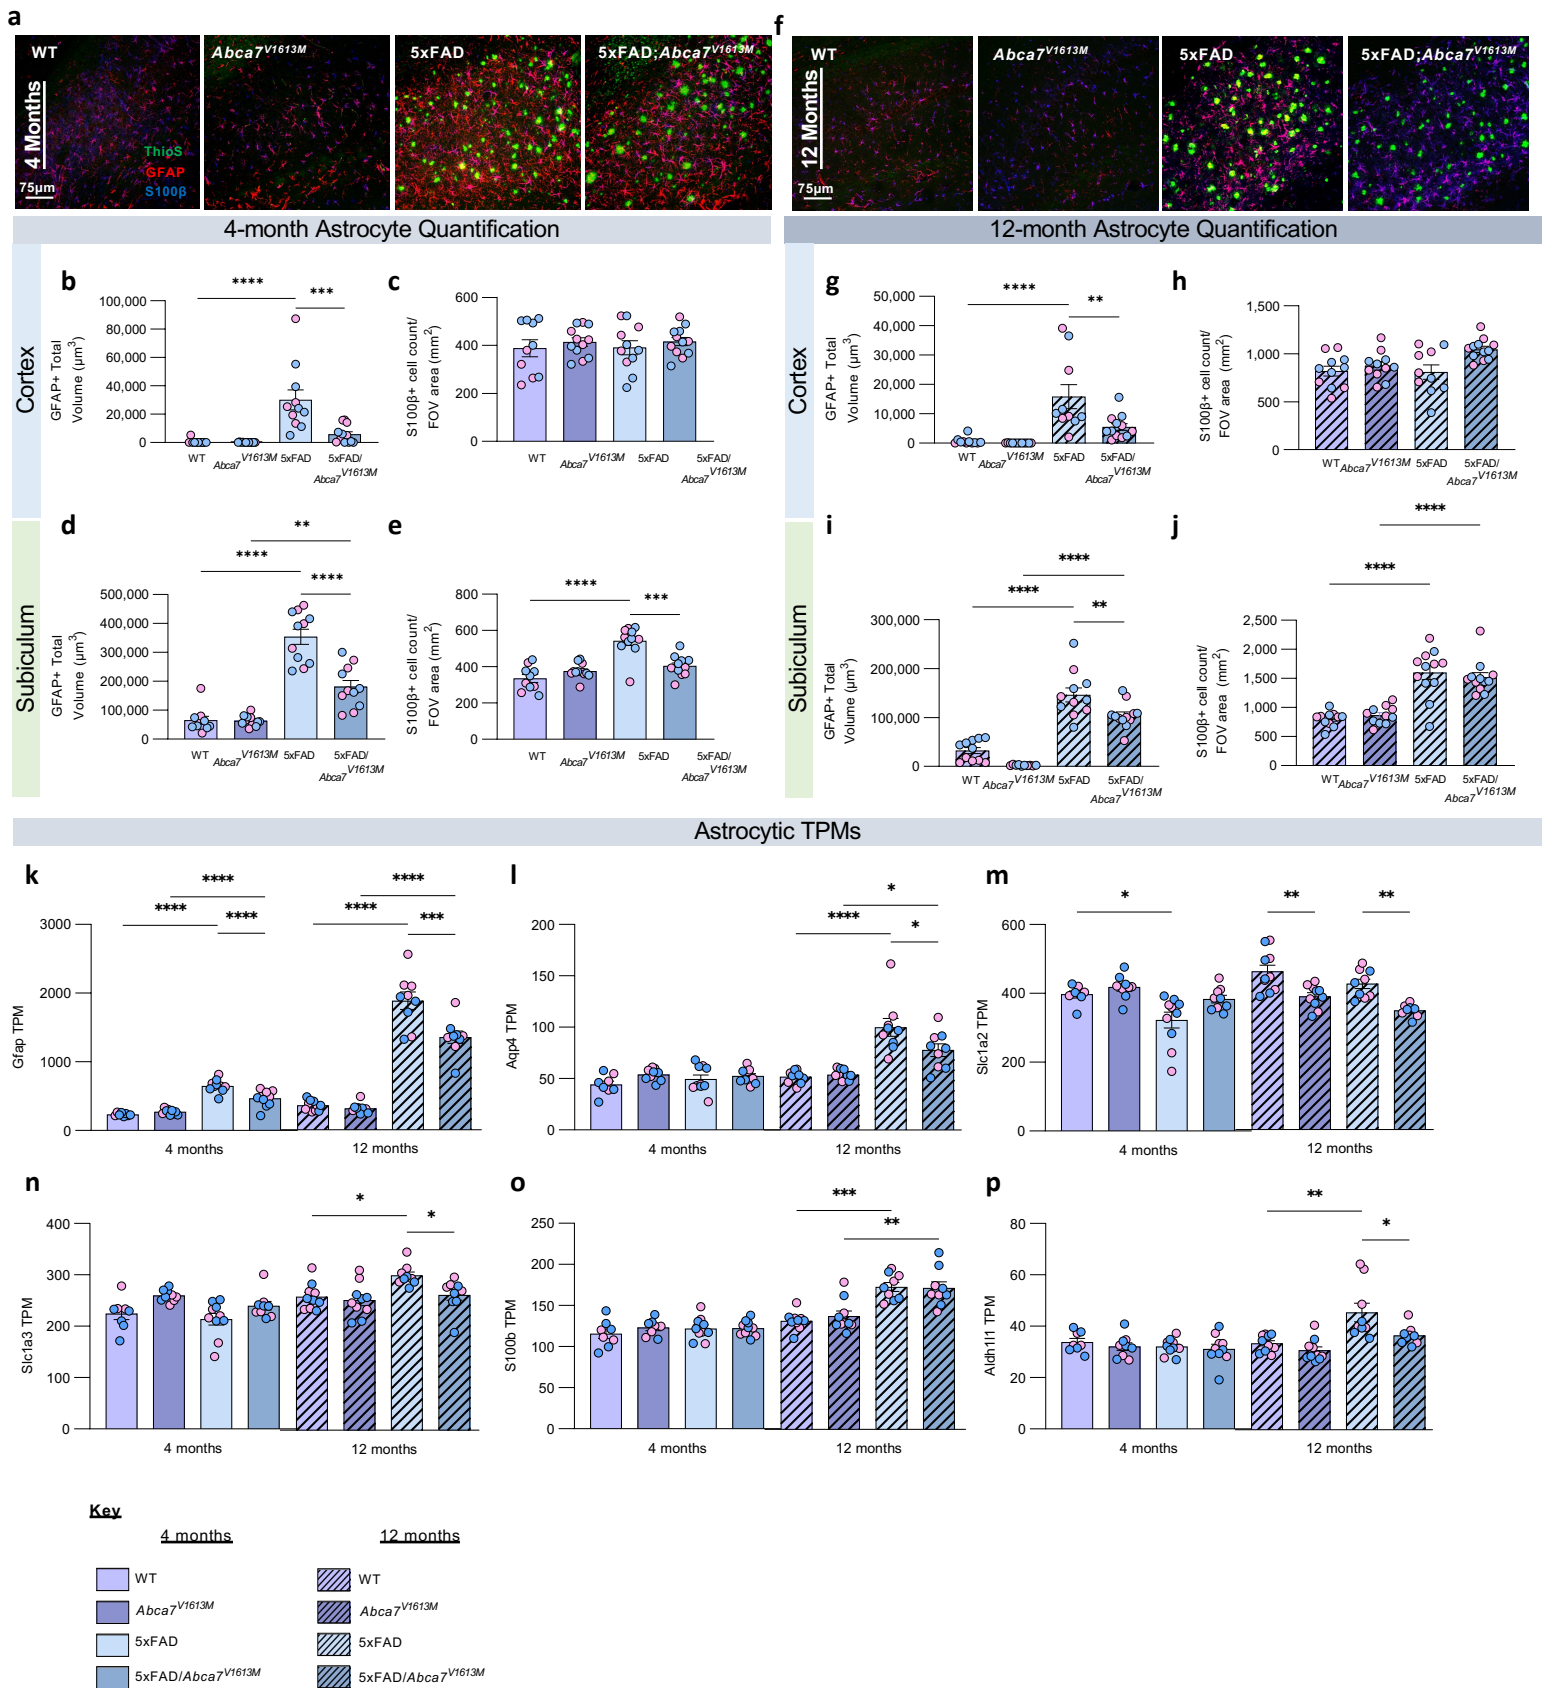 a
WT
Abca7V1613M
5xFAD
5xFAD;Abca7V1613M
4 Months
ThioS
GFAP
S100β
75µm
f
WT
Abca7V1613M
5xFAD
5xFAD;Abca7V1613M
12 Months
75µm
4-month Astrocyte Quantification
12-month Astrocyte Quantification
Cortex
b
GFAP+ Total
Volume (µm3)
100,000
80,000
60,000
40,000
20,000
0
****
***
WT
Abca7V1613M
5xFAD
5xFAD/
Abca7V1613M
c
S100β+ cell count/
FOV area (mm2)
600
400
200
0
WT
Abca7V1613M
5xFAD
5xFAD/
Abca7V1613M
g
GFAP+ Total
Volume (µm3)
50,000
40,000
30,000
20,000
10,000
0
****
**
WT
Abca7V1613M
5xFAD
5xFAD/
Abca7V1613M
h
S100β+ cell count/
FOV area (mm2)
1,500
1,000
500
0
WT
Abca7V1613M
5xFAD
5xFAD/
Abca7V1613M
Subiculum
d
GFAP+ Total
Volume (µm3)
500,000
400,000
300,000
200,000
100,000
0
**
****
****
WT
Abca7V1613M
5xFAD
5xFAD/
Abca7V1613M
e
S100β+ cell count/
FOV area (mm2)
800
600
400
200
0
****
***
WT
Abca7V1613M
5xFAD
5xFAD/
Abca7V1613M
i
GFAP+ Total
Volume (µm3)
300,000
200,000
100,000
0
****
****
**
WT
Abca7V1613M
5xFAD
5xFAD/
Abca7V1613M
j
S100β+ cell count/
FOV area (mm2)
2,500
2,000
1,500
1,000
500
0
****
****
WT
Abca7V1613M
5xFAD
5xFAD/
Abca7V1613M
Astrocytic TPMs
k
Gfap TPM
3000
2000
1000
0
****
****
****
****
****
***
4 months
12 months
l
Aqp4 TPM
200
150
100
50
0
*
****
*
4 months
12 months
m
Slc1a2 TPM
600
400
200
0
*
**
**
4 months
12 months
n
Slc1a3 TPM
400
300
200
100
0
*
*
4 months
12 months
o
S100b TPM
250
200
150
100
50
0
***
**
4 months
12 months
p
Aldh1l1 TPM
80
60
40
20
0
**
*
4 months
12 months
Key
4 months
12 months
WT
WT
Abca7V1613M
Abca7V1613M
5xFAD
5xFAD
5xFAD/Abca7V1613M
5xFAD/Abca7V1613M